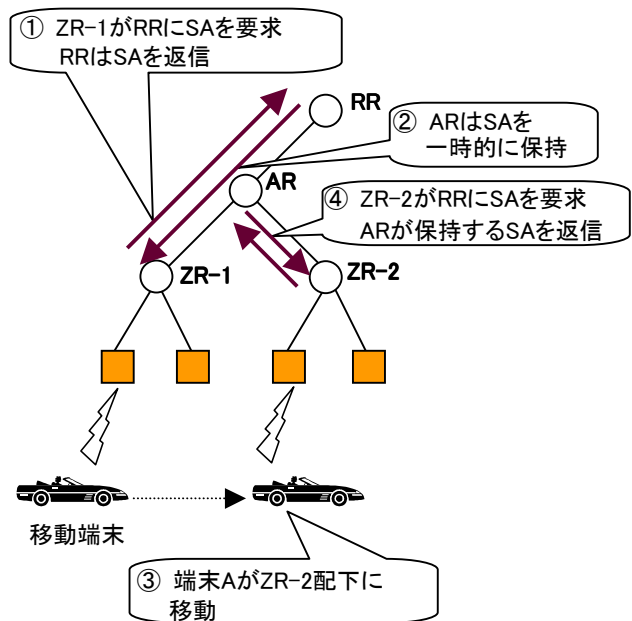 ① ZR-1がRRにSAを要求
RRはSAを返信
RR
② ARはSAを
一時的に保持
AR
④ ZR-2がRRにSAを要求
ARが保持するSAを返信
ZR-1
ZR-2
移動端末
③ 端末AがZR-2配下に
移動